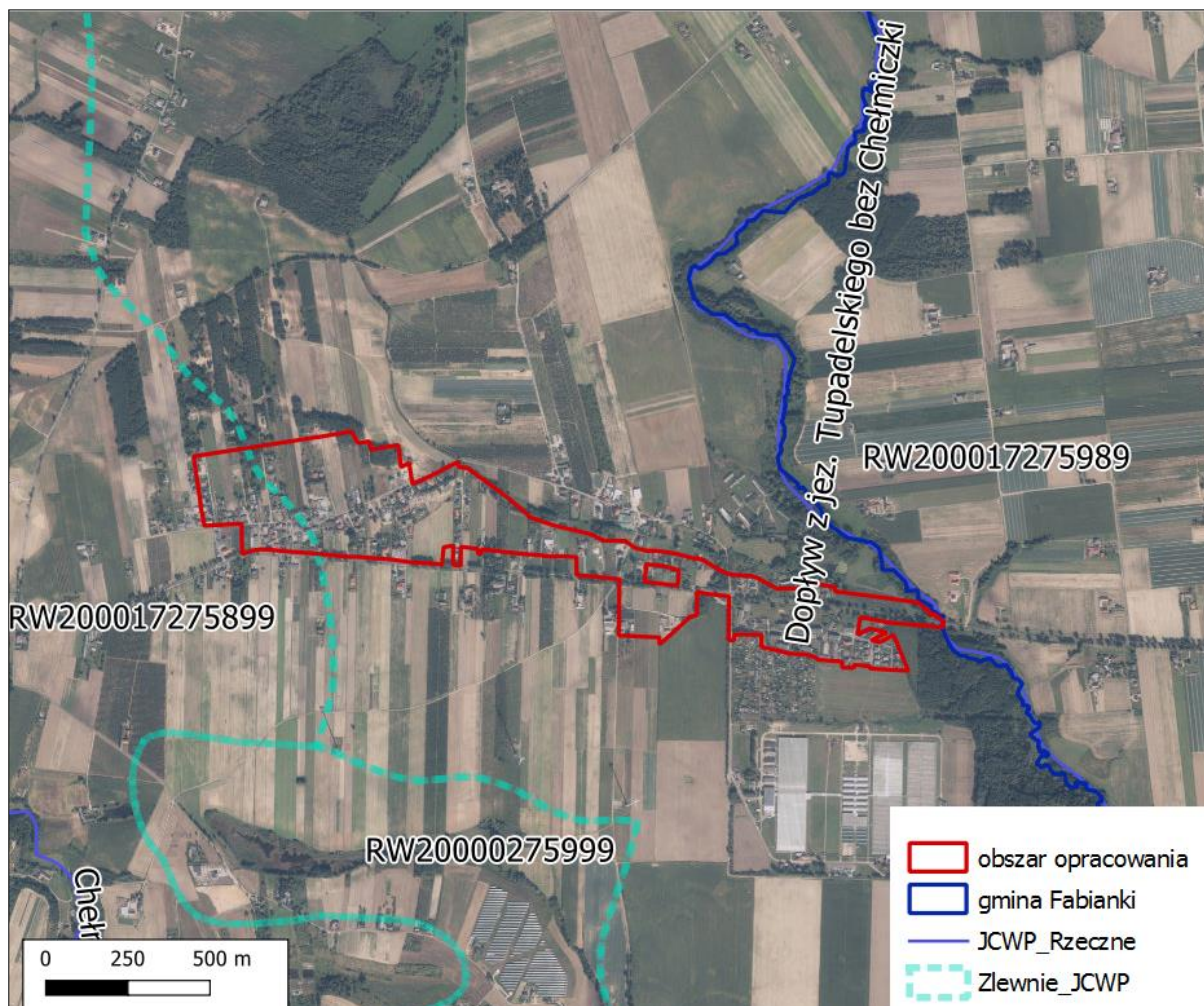 Dopływ z jez. Tupadelskiego bez Chełmiczki
RW200017275989
RW200017275899
RW20000275999
0 250 500 m
obszar opracowania
gmina Fabianki
JCWP_Rzeczne
Zlewnie_JCWP